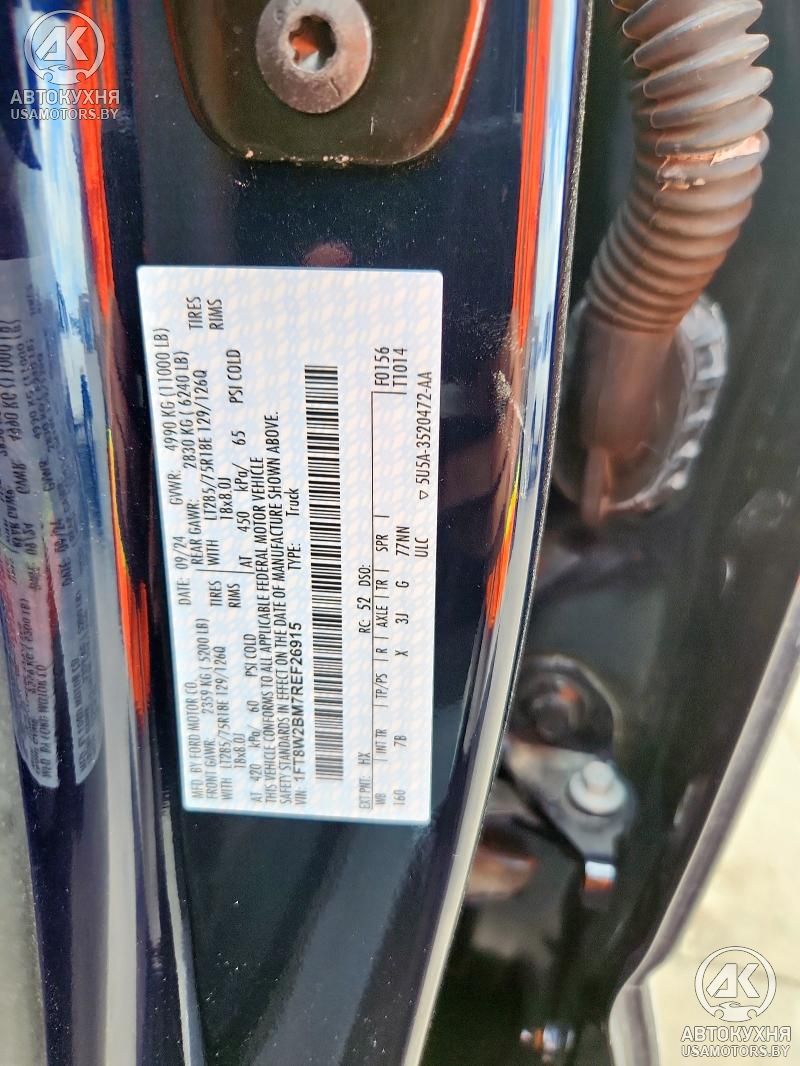 АК
АВТОКУХНЯ
USAMOTORS.BY
MFD. BY FORD MOTOR CO.
DATE: 09/24 GVWR: 4990 KG (11000 LB)
FRONT GAWR: 2359 KG (5200 LB) REAR GAWR: 2830 KG (6240 LB)
WITH LT285/75R18E 129/126Q TIRES WITH LT285/75R18E 129/126Q TIRES
18x8.0J RIMS 18x8.0J RIMS
AT 420 kPa/ 60 PSI COLD AT 450 kPa/ 65 PSI COLD
THIS VEHICLE CONFORMS TO ALL APPLICABLE FEDERAL MOTOR VEHICLE
SAFETY STANDARDS IN EFFECT ON THE DATE OF MANUFACTURE SHOWN ABOVE.
VIN: 1FT8W2BM7REF26915 TYPE: Truck
F0156
T1014
EXT PNT: HX RC: 52 DSO:
WB INT TR TP/PS R AXLE TR SPR
160 7B X 3J G 77NN
ULC ▽ 5U5A-3520472-AA
АК
АВТОКУХНЯ
USAMOTORS.BY